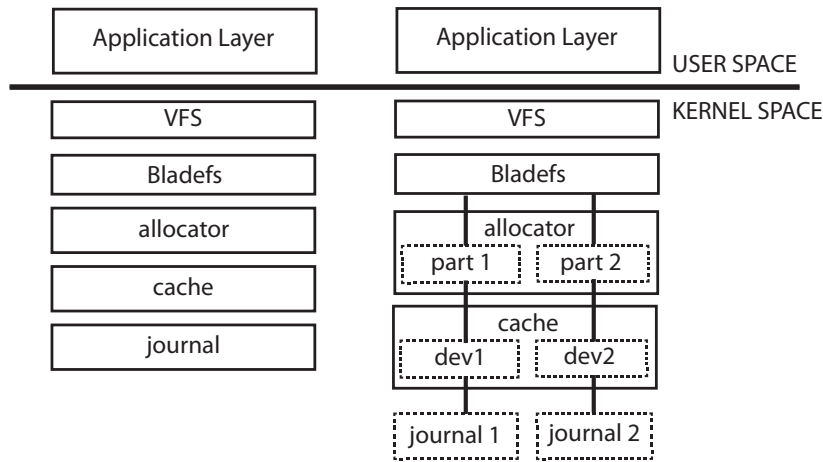 Application Layer
Application Layer
USER SPACE
VFS
VFS
KERNEL SPACE
Bladefs
Bladefs
allocator
allocator
part 1
part 2
cache
cache
journal
dev1
dev2
journal 1
journal 2